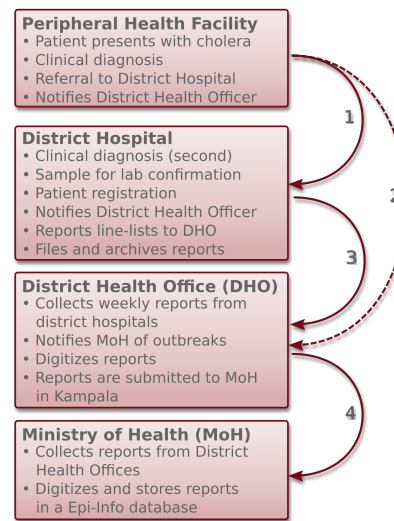 Peripheral Health Facility
• Patient presents with cholera
• Clinical diagnosis
• Referral to District Hospital
• Notifies District Health Officer
1
2
District Hospital
• Clinical diagnosis (second)
• Sample for lab confirmation
• Patient registration
• Notifies District Health Officer
• Reports line-lists to DHO
• Files and archives reports
3
District Health Office (DHO)
• Collects weekly reports from
district hospitals
• Notifies MoH of outbreaks
• Digitizes reports
• Reports are submitted to MoH
in Kampala
4
Ministry of Health (MoH)
• Collects reports from District
Health Offices
• Digitizes and stores reports
in a Epi-Info database